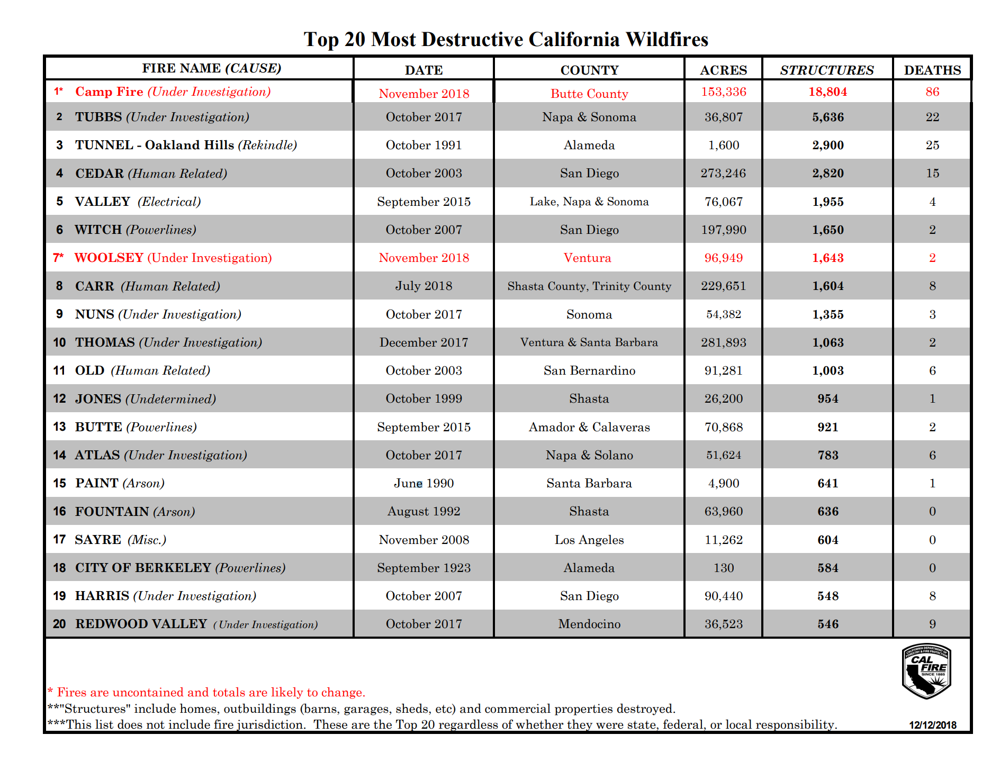 Top 20 Most Destructive California Wildfires
FIRE NAME (CAUSE) DATE COUNTY ACRES STRUCTURES DEATHS
1* Camp Fire (Under Investigation) November 2018 Butte County 153,336 18,804 86
2 TUBBS (Under Investigation) October 2017 Napa & Sonoma 36,807 5,636 22
3 TUNNEL - Oakland Hills (Rekindle) October 1991 Alameda 1,600 2,900 25
4 CEDAR (Human Related) October 2003 San Diego 273,246 2,820 15
5 VALLEY (Electrical) September 2015 Lake, Napa & Sonoma 76,067 1,955 4
6 WITCH (Powerlines) October 2007 San Diego 197,990 1,650 2
7* WOOLSEY (Under Investigation) November 2018 Ventura 96,949 1,643 2
8 CARR (Human Related) July 2018 Shasta County, Trinity County 229,651 1,604 8
9 NUNS (Under Investigation) October 2017 Sonoma 54,382 1,355 3
10 THOMAS (Under Investigation) December 2017 Ventura & Santa Barbara 281,893 1,063 2
11 OLD (Human Related) October 2003 San Bernardino 91,281 1,003 6
12 JONES (Undetermined) October 1999 Shasta 26,200 954 1
13 BUTTE (Powerlines) September 2015 Amador & Calaveras 70,868 921 2
14 ATLAS (Under Investigation) October 2017 Napa & Solano 51,624 783 6
15 PAINT (Arson) June 1990 Santa Barbara 4,900 641 1
16 FOUNTAIN (Arson) August 1992 Shasta 63,960 636 0
17 SAYRE (Misc.) November 2008 Los Angeles 11,262 604 0
18 CITY OF BERKELEY (Powerlines) September 1923 Alameda 130 584 0
19 HARRIS (Under Investigation) October 2007 San Diego 90,440 548 8
20 REDWOOD VALLEY ( Under Investigation) October 2017 Mendocino 36,523 546 9
CALIFORNIA DEPARTMENT OF
FORESTRY & FIRE PROTECTION
CAL
FIRE
SINCE 1885
* Fires are uncontained and totals are likely to change.
**"Structures" include homes, outbuildings (barns, garages, sheds, etc) and commercial properties destroyed.
***This list does not include fire jurisdiction. These are the Top 20 regardless of whether they were state, federal, or local responsibility.
12/12/2018